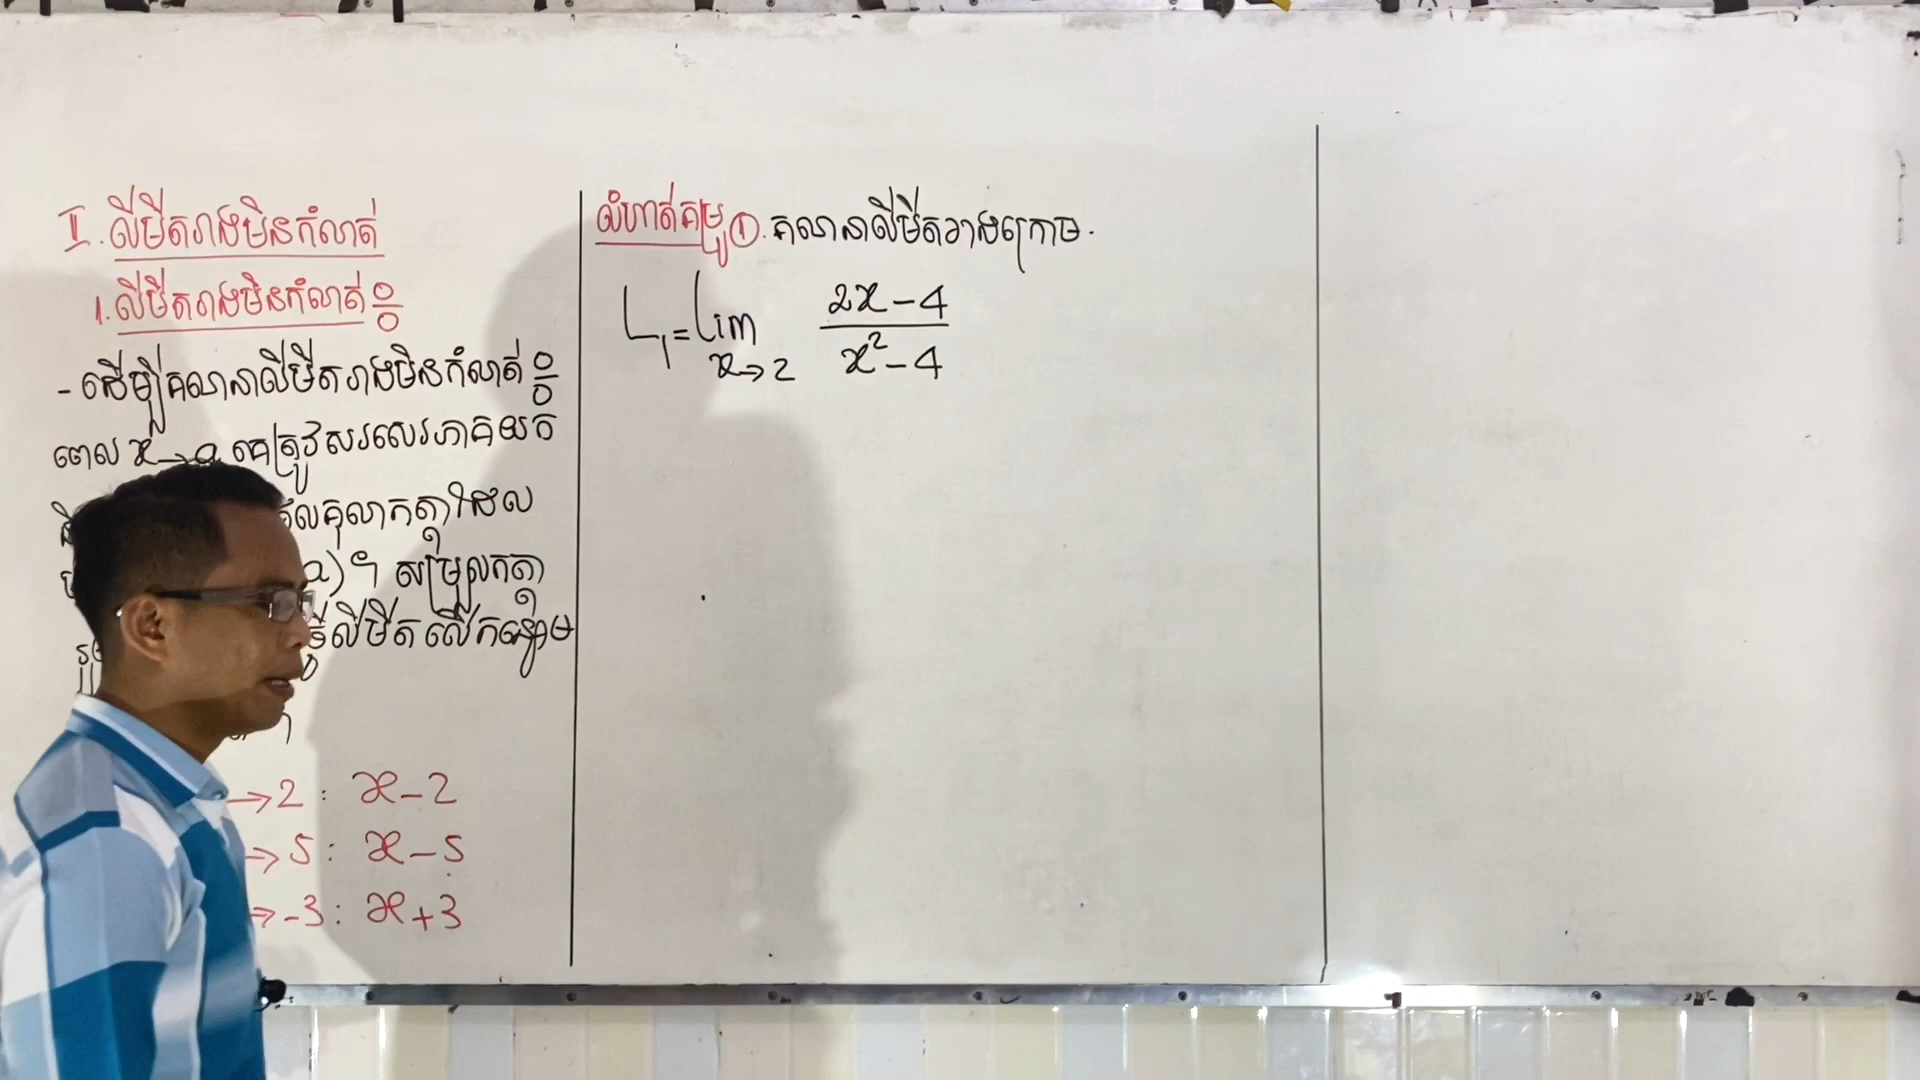 II. លីមីតរាងមិនកំណត់
1. លីមីតរាងមិនកំណត់ 0/0
- ដើម្បីគណនាលីមីតរាងមិនកំណត់ 0/0
ពេល x→a គេត្រូវសរសេរភាគយក
ផលគុណកត្តាដែល
a)។ សម្រួលកត្តា
លីមីតលើកន្សោម
→2 : x-2
→ 5 : x-5
→ -3 : x+3
លំហាត់គម្រូ ①. គណនាលីមីតខាងក្រោម.
L₁ = lim x→2 (2x-4)/(x²-4)